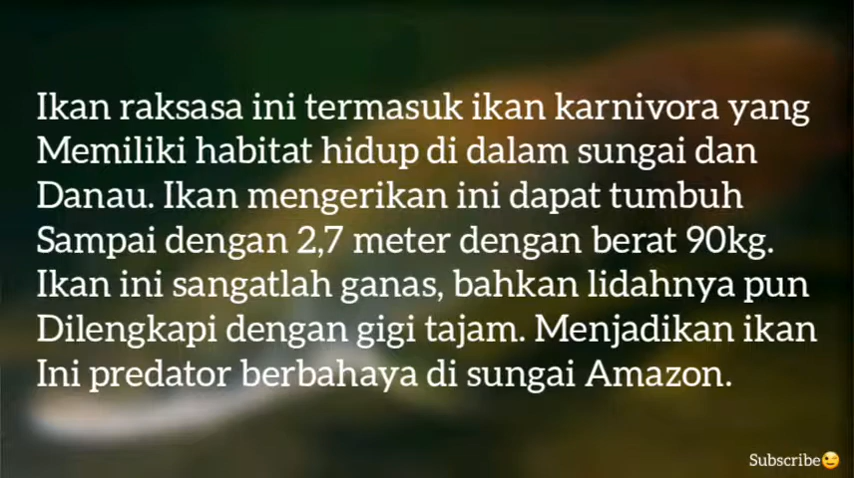 Ikan raksasa ini termasuk ikan karnivora yang
Memiliki habitat hidup di dalam sungai dan
Danau. Ikan mengerikan ini dapat tumbuh
Sampai dengan 2,7 meter dengan berat 90kg.
Ikan ini sangatlah ganas, bahkan lidahnya pun
Dilengkapi dengan gigi tajam. Menjadikan ikan
Ini predator berbahaya di sungai Amazon.
Subscribe😉